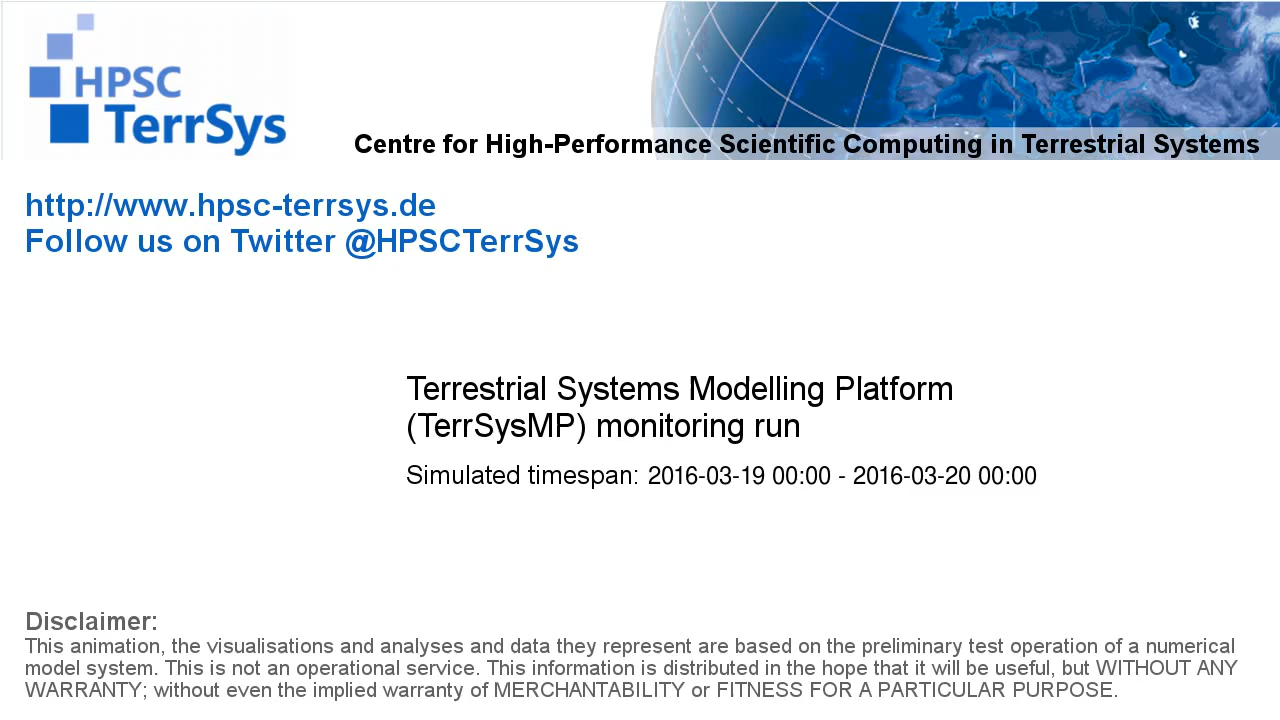 HPSC
TerrSys
Centre for High-Performance Scientific Computing in Terrestrial Systems
http://www.hpsc-terrsys.de
Follow us on Twitter @HPSCTerrSys
Terrestrial Systems Modelling Platform
(TerrSysMP) monitoring run
Simulated timespan: 2016-03-19 00:00 - 2016-03-20 00:00
Disclaimer:
This animation, the visualisations and analyses and data they represent are based on the preliminary test operation of a numerical
model system. This is not an operational service. This information is distributed in the hope that it will be useful, but WITHOUT ANY
WARRANTY; without even the implied warranty of MERCHANTABILITY or FITNESS FOR A PARTICULAR PURPOSE.